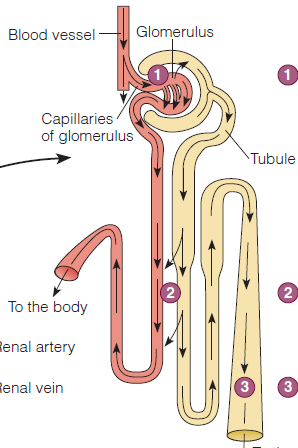 Blood vessel
Glomerulus
1
1
Capillaries
of glomerulus
Tubule
2
2
To the body
Renal artery
Renal vein
3
3